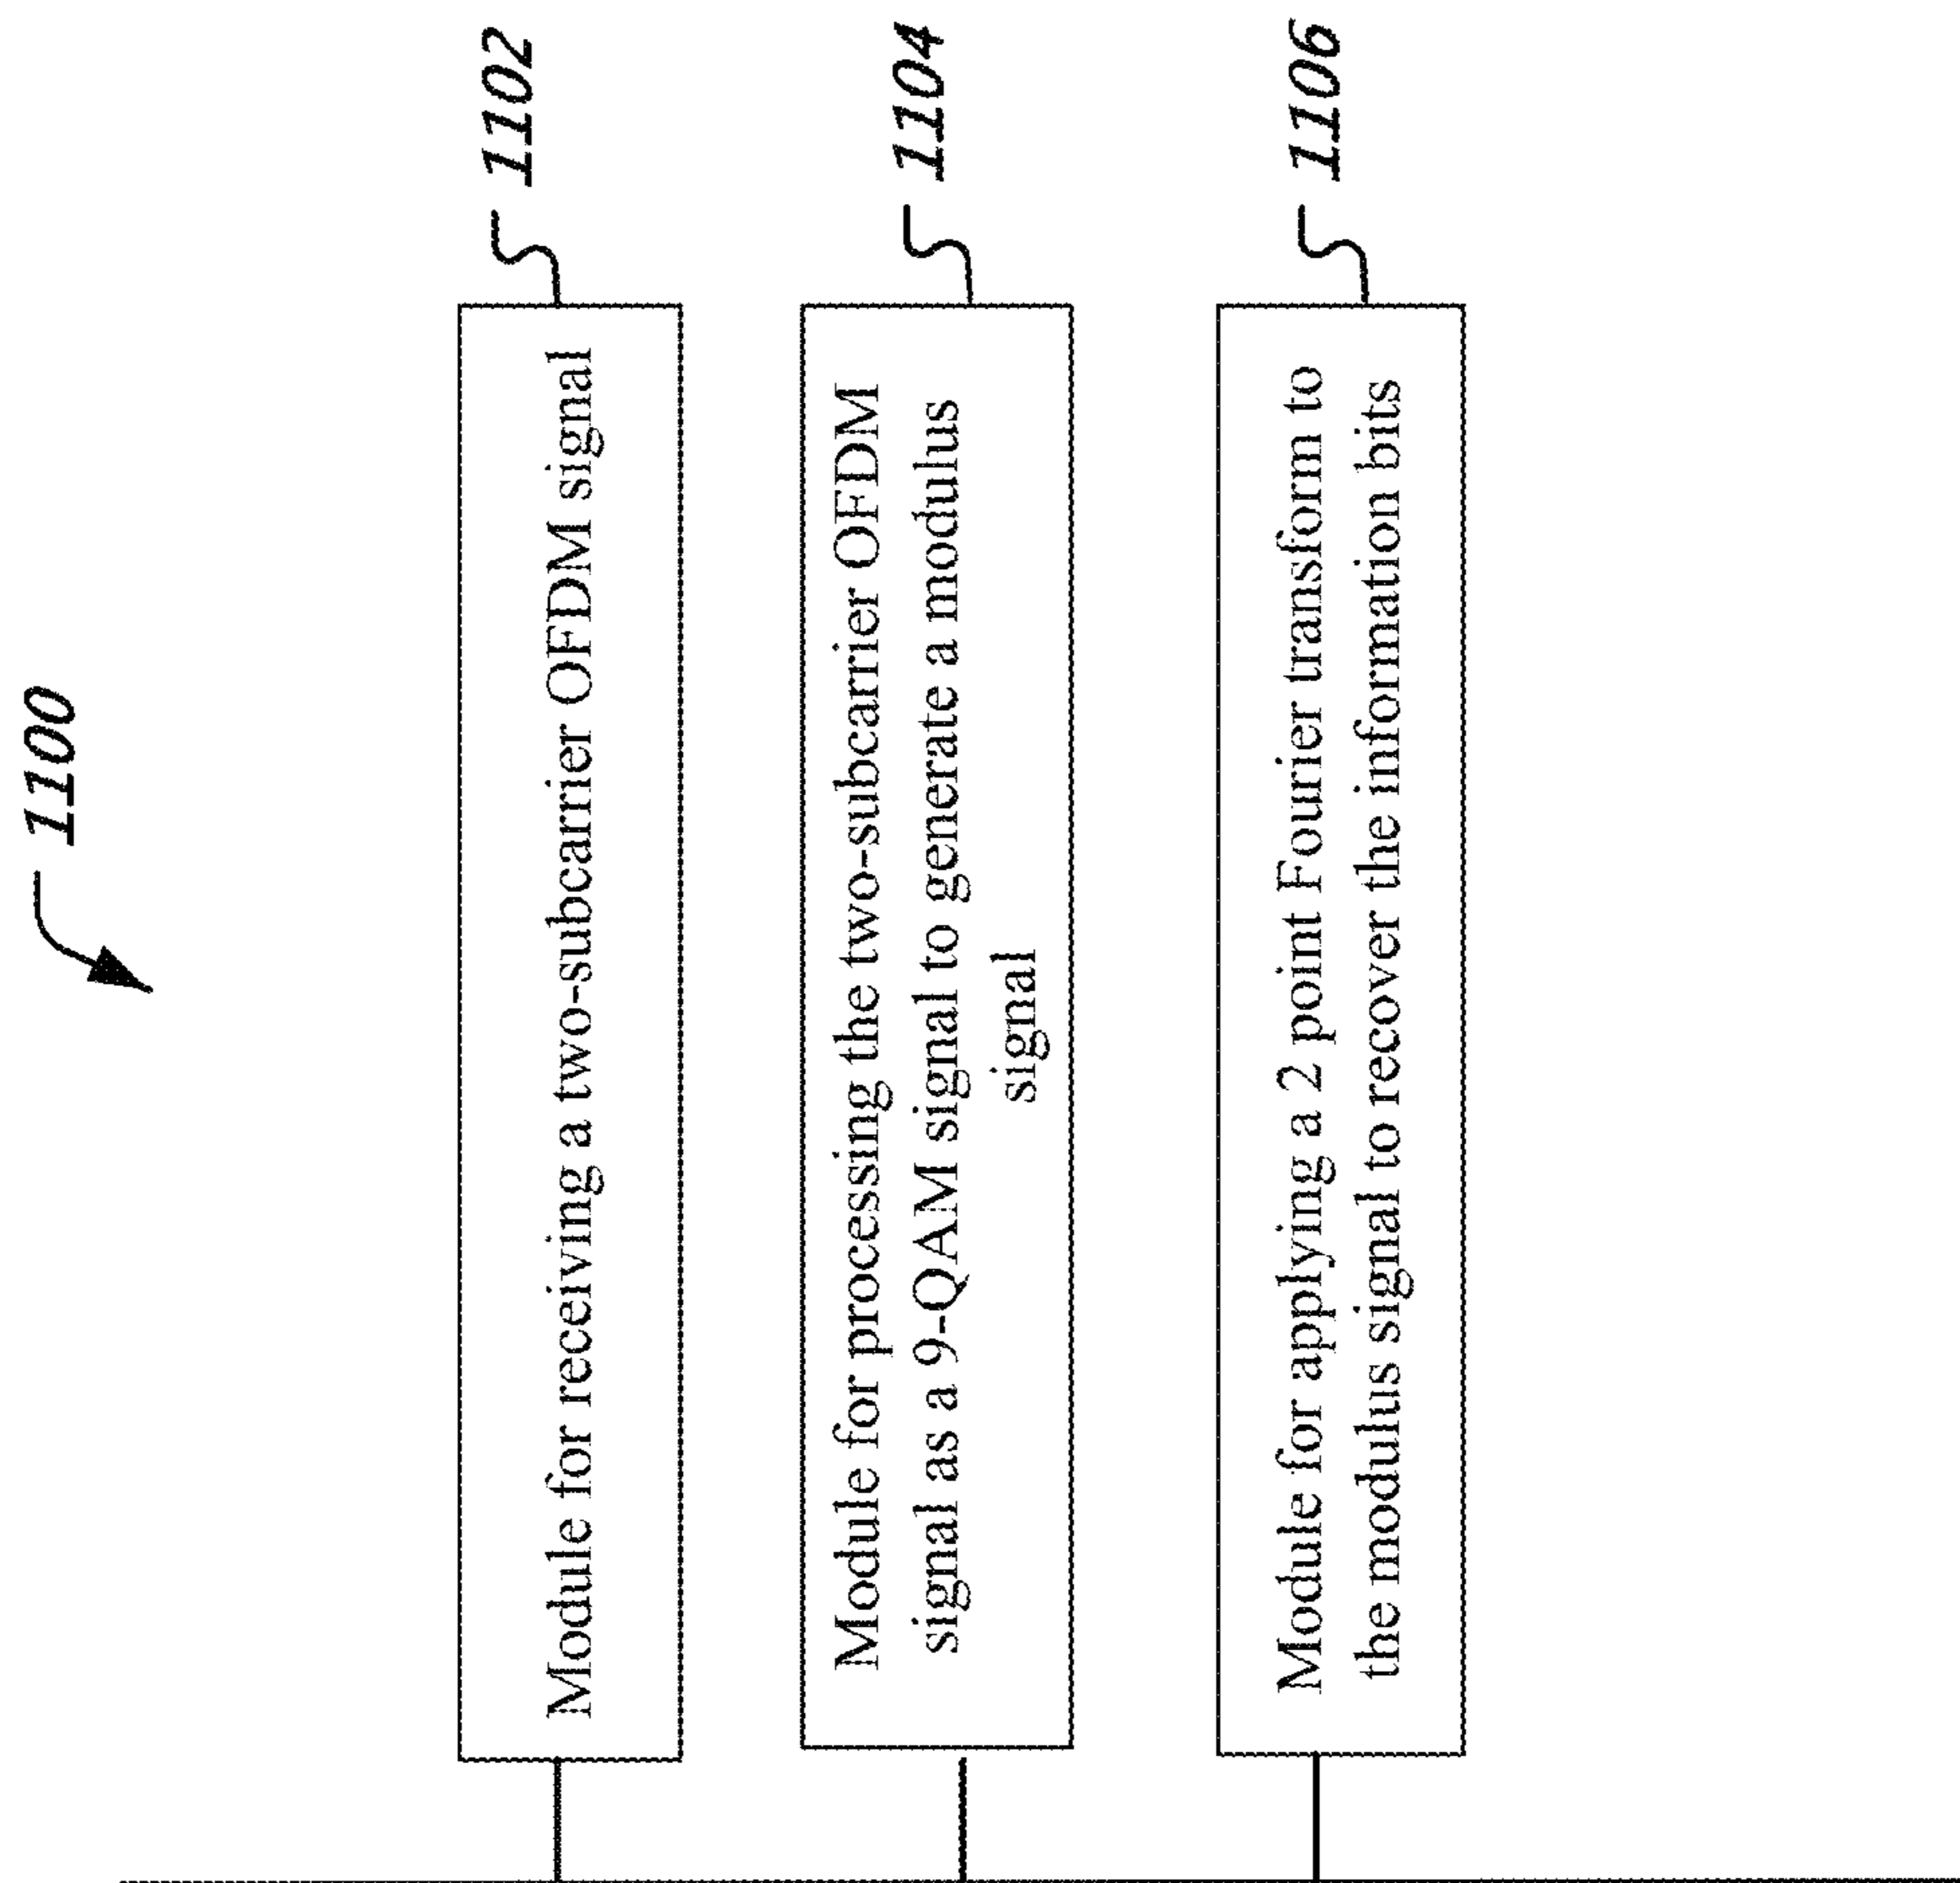 1100
Module for receiving a two-subcarrier OFDM signal
1102
Module for processing the two-subcarrier OFDM
signal as a 9-QAM signal to generate a modulus
signal
1104
Module for applying a 2 point Fourier transform to
the modulus signal to recover the information bits
1106